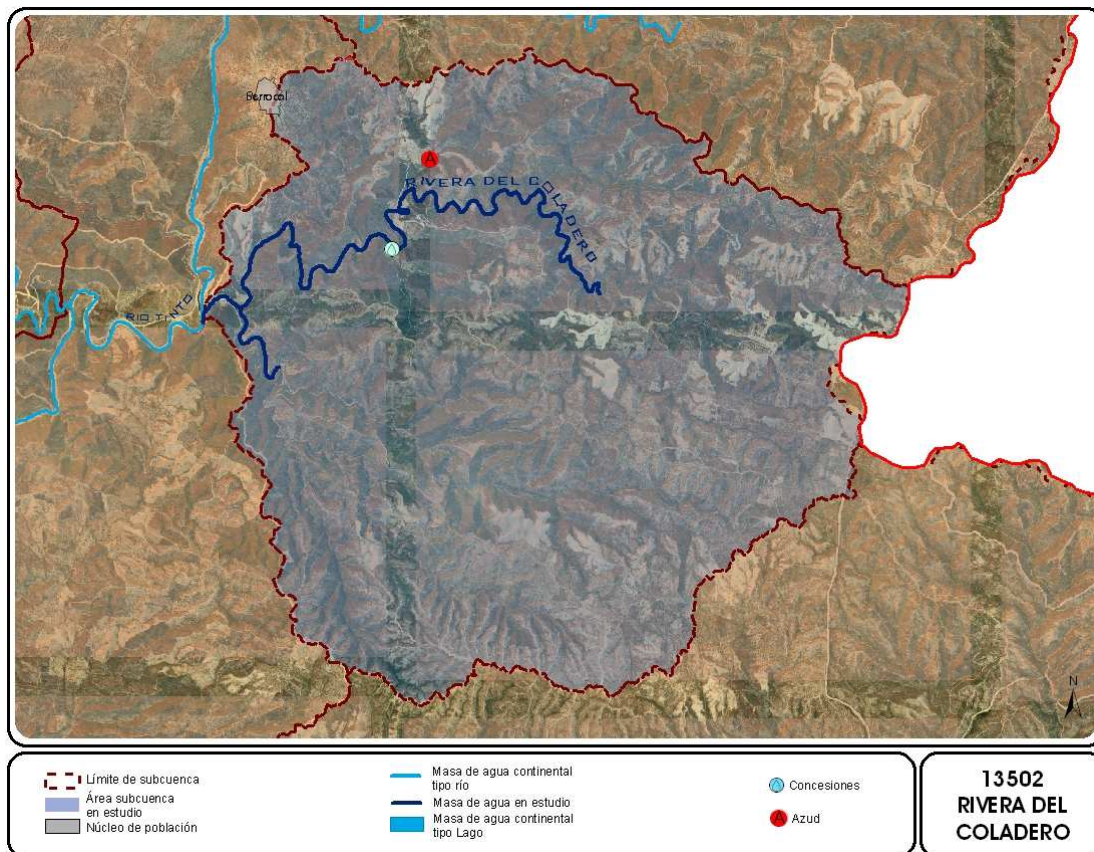 Berrocal
A
RIVERA DEL COLADERO
RIO TINTO
N
Límite de subcuenca
Área subcuenca
en estudio
Núcleo de población
Masa de agua continental
tipo río
Masa de agua en estudio
Masa de agua continental
tipo Lago
Concesiones
A Azud
13502
RIVERA DEL
COLADERO